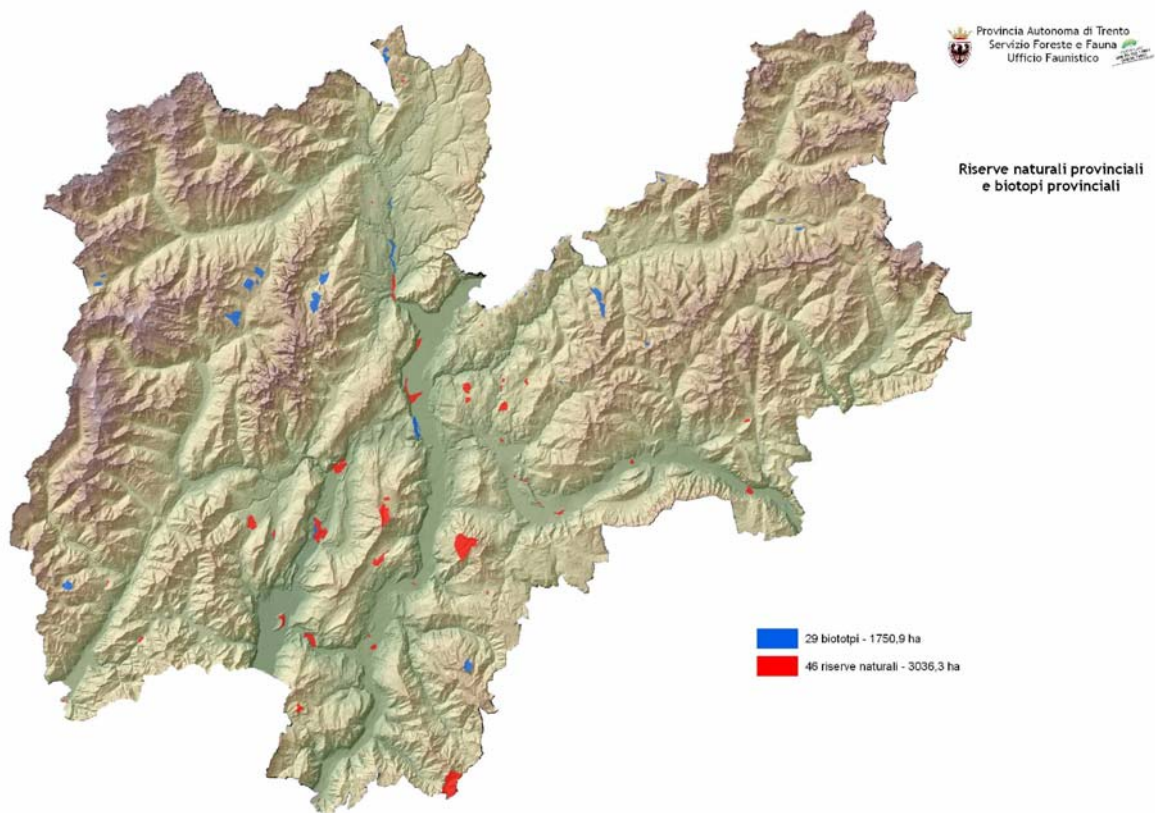 Provincia Autonoma di Trento
Servizio Foreste e Fauna
Ufficio Faunistico
Riserve naturali provinciali
e biotopi provinciali
29 biototpi - 1750,9 ha
46 riserve naturali - 3036,3 ha